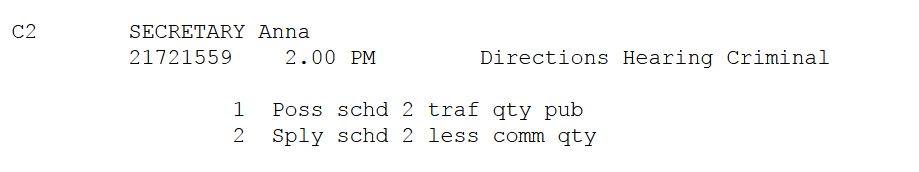 C2 SECRETARY Anna
21721559 2.00 PM Directions Hearing Criminal
1 Poss schd 2 traf qty pub
2 Sply schd 2 less comm qty